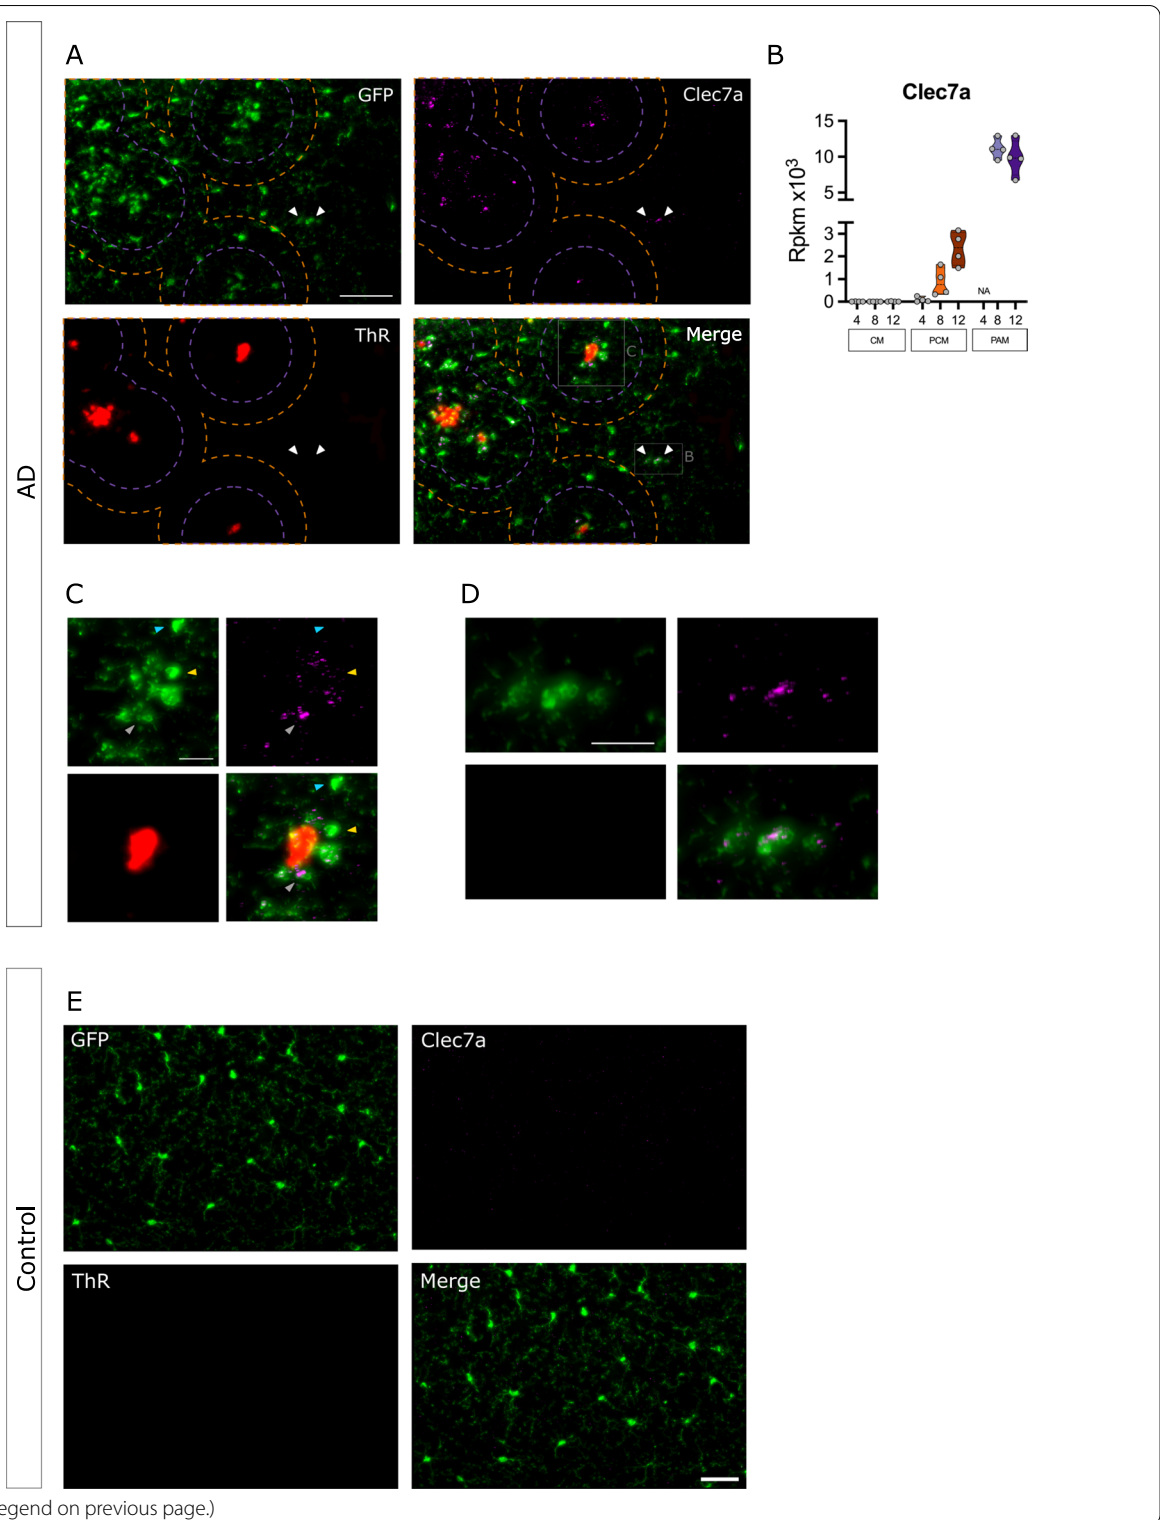 AD
A
GFP
Clec7a
ThR
Merge
C
B
B
Clec7a
Rpkm x10³
15
10
5
3
2
1
0
NA
4 8 12 4 8 12 4 8 12
CM PCM PAM
C
D
Control
E
GFP
Clec7a
ThR
Merge
egend on previous page.)